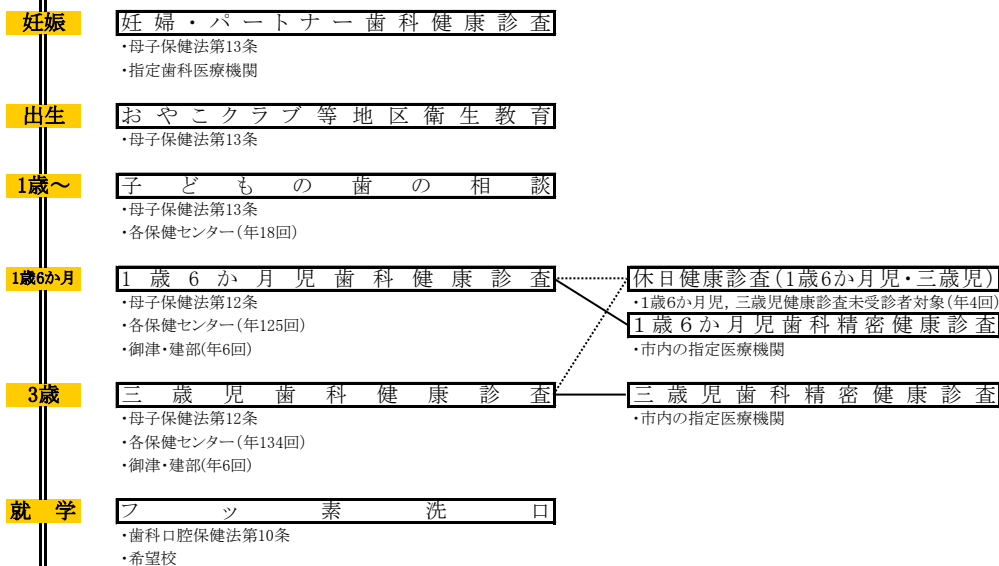 妊娠
妊婦・パートナー歯科健康診査
・母子保健法第13条
・指定歯科医療機関
出生
おやこクラブ等地区衛生教育
・母子保健法第13条
1歳～
子どもの歯の相談
・母子保健法第13条
・各保健センター（年18回）
1歳6か月
1歳6か月児歯科健康診査
・母子保健法第12条
・各保健センター（年125回）
・御津・建部(年6回)
休日健康診査（1歳6か月児・三歳児）
・1歳6か月児，三歳児健康診査未受診者対象（年4回）
1歳6か月児歯科精密健康診査
・市内の指定医療機関
3歳
三歳児歯科健康診査
・母子保健法第12条
・各保健センター（年134回）
・御津・建部(年6回)
三歳児歯科精密健康診査
・市内の指定医療機関
就　学
フッ素洗口
・歯科口腔保健法第10条
・希望校